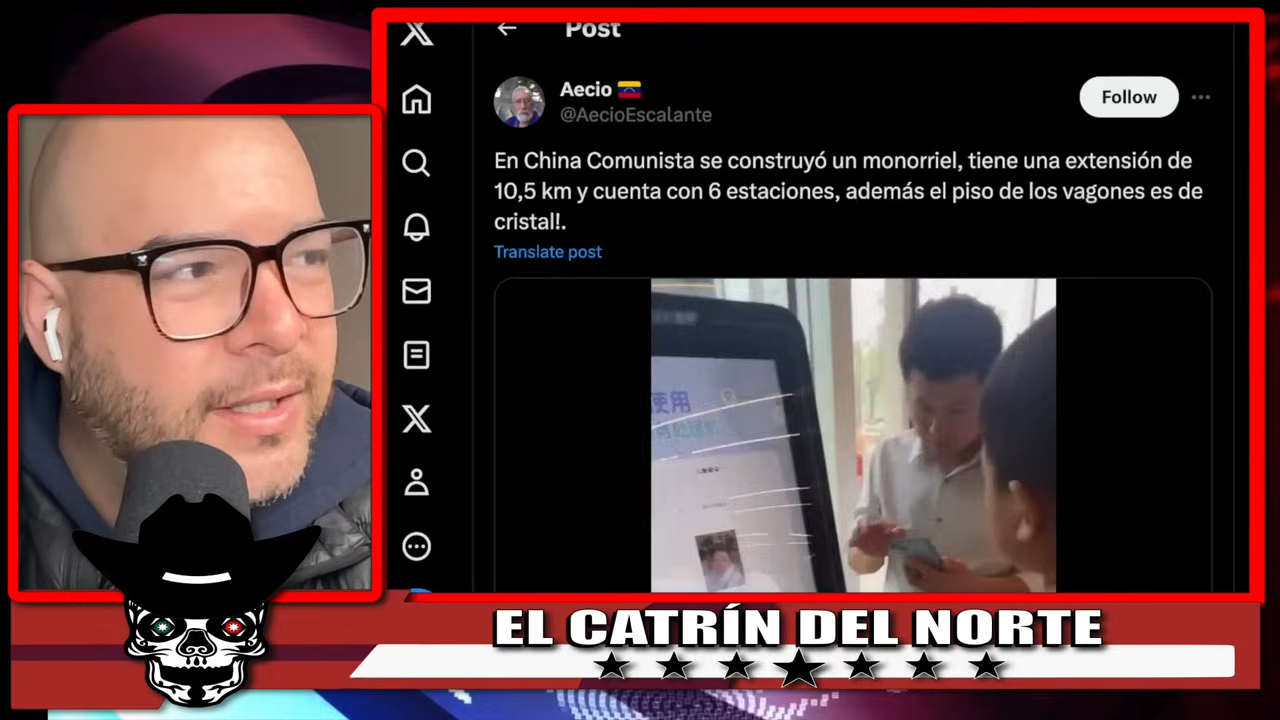 Post
Aecio
@AecioEscalante
Follow
En China Comunista se construyó un monorriel, tiene una extensión de
10,5 km y cuenta con 6 estaciones, además el piso de los vagones es de
cristal!.
Translate post
使用
EL CATRÍN DEL NORTE